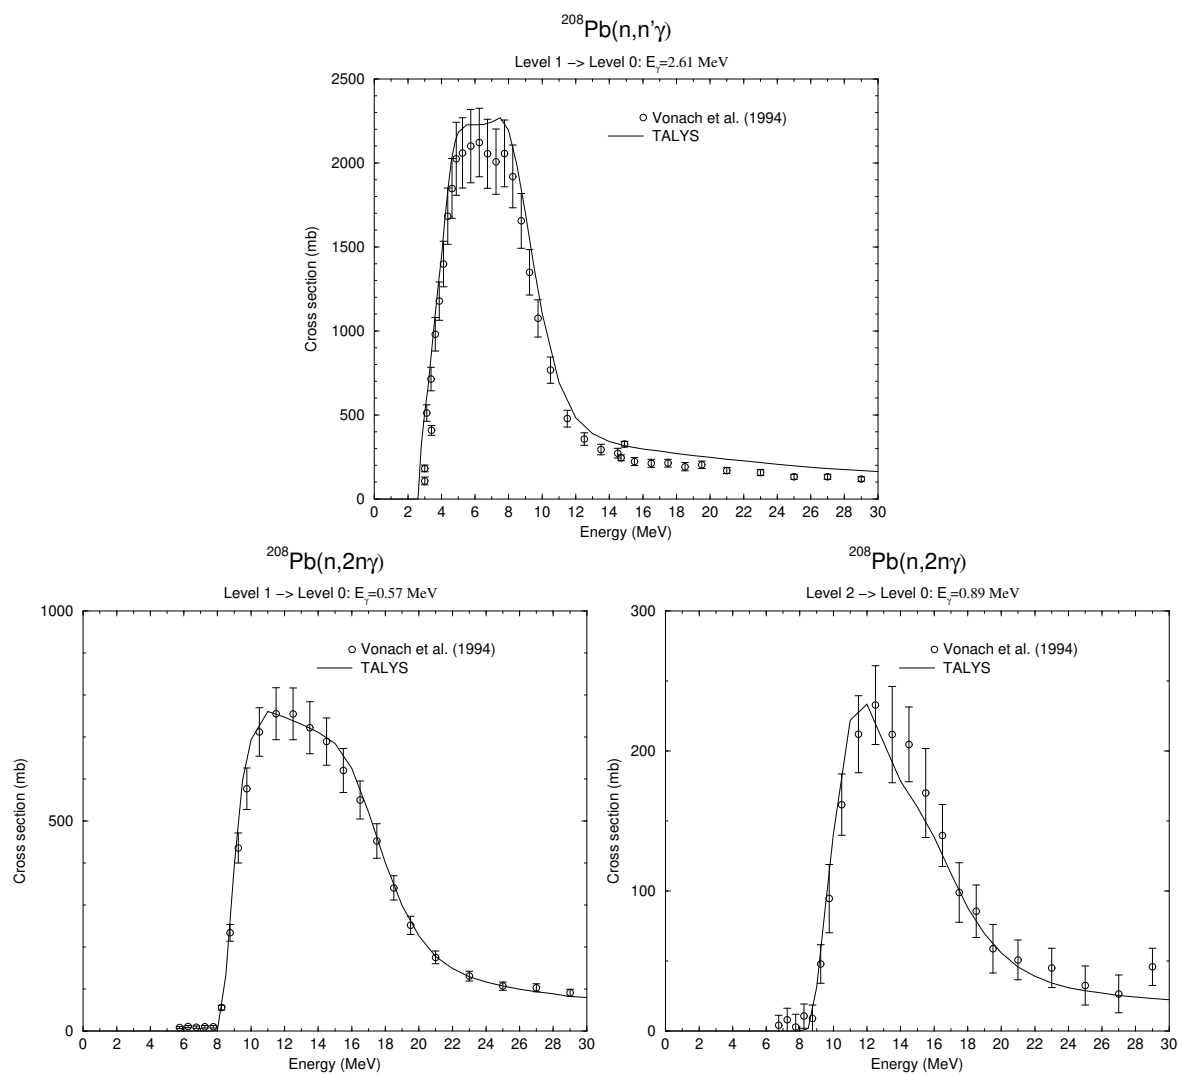 ²⁰⁸Pb(n,n'γ)
Level 1 −> Level 0: Eγ=2.61 MeV
2500
2000
1500
1000
500
0
Cross section (mb)
Vonach et al. (1994)
TALYS
0 2 4 6 8 10 12 14 16 18 20 22 24 26 28 30
Energy (MeV)
²⁰⁸Pb(n,2nγ)
Level 1 −> Level 0: Eγ=0.57 MeV
1000
500
0
Cross section (mb)
Vonach et al. (1994)
TALYS
0 2 4 6 8 10 12 14 16 18 20 22 24 26 28 30
Energy (MeV)
²⁰⁸Pb(n,2nγ)
Level 2 −> Level 0: Eγ=0.89 MeV
300
200
100
0
Cross section (mb)
Vonach et al. (1994)
TALYS
0 2 4 6 8 10 12 14 16 18 20 22 24 26 28 30
Energy (MeV)